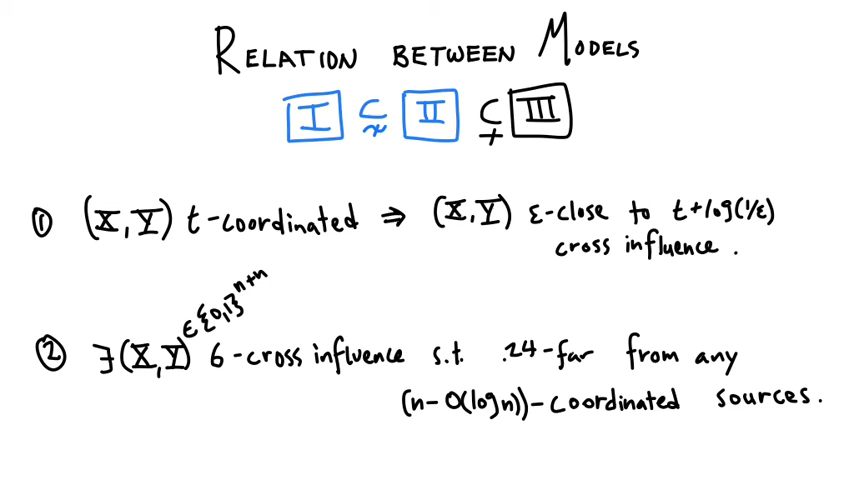 RELATION BETWEEN MODELS
I ⊂~ II ⊊ III
① (X,Y) t-coordinated ⇒ (X,Y) ε-close to t+log(1/ε)
cross influence.
② ∃(X,Y)∈{0,1}^{n+n} 6-cross influence s.t. .24-far from any
(n-O(log n))-coordinated sources.